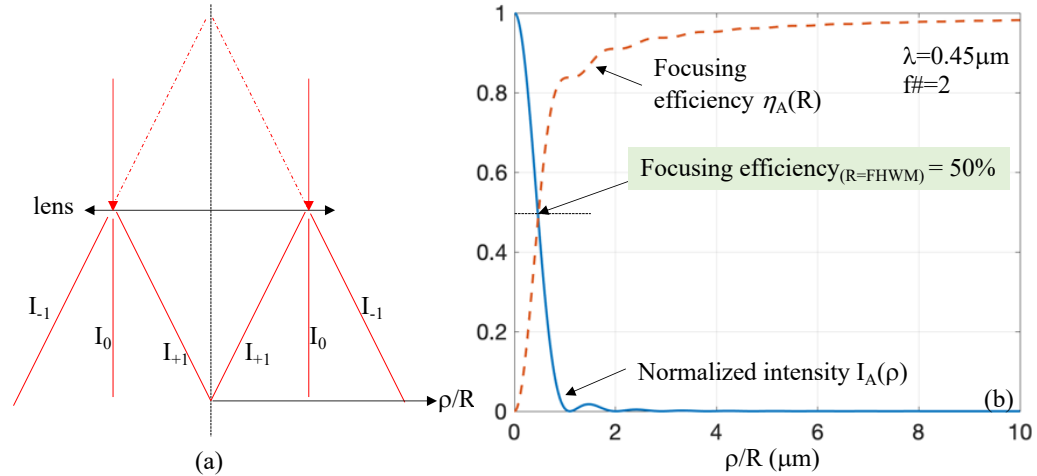 lens
I-1
I0
I+1
I+1
I0
I-1
ρ/R
(a)
1
0.8
0.6
0.4
0.2
0
0
2
4
6
8
10
ρ/R (μm)
Focusing
efficiency ηA(R)
λ=0.45μm
f#=2
Focusing efficiency(R=FHWM) = 50%
Normalized intensity IA(ρ)
(b)